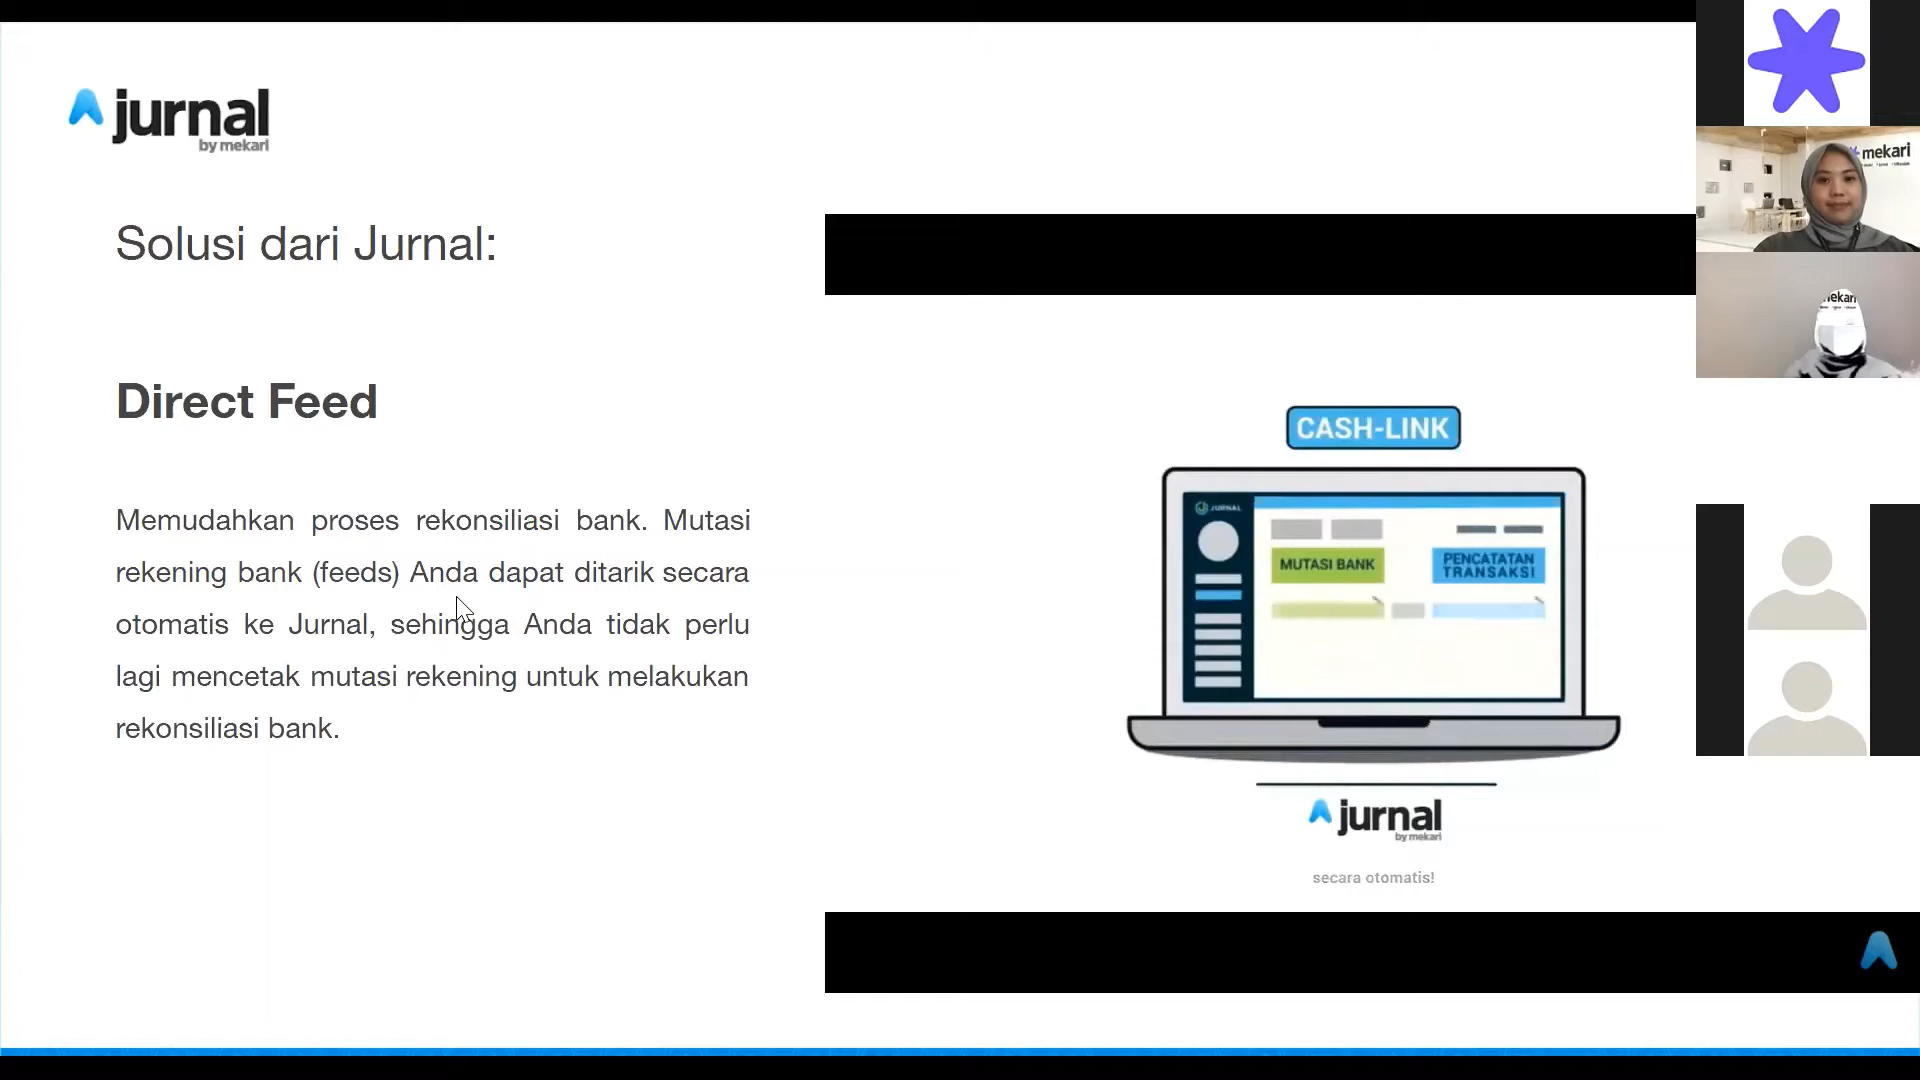 jurnal
by mekari
Solusi dari Jurnal:
Direct Feed
Memudahkan proses rekonsiliasi bank. Mutasi
rekening bank (feeds) Anda dapat ditarik secara
otomatis ke Jurnal, sehingga Anda tidak perlu
lagi mencetak mutasi rekening untuk melakukan
rekonsiliasi bank.
CASH-LINK
JURNAL
MUTASI BANK
PENCATATAN
TRANSAKSI
jurnal
by mekari
secara otomatis!
mekari
mekari